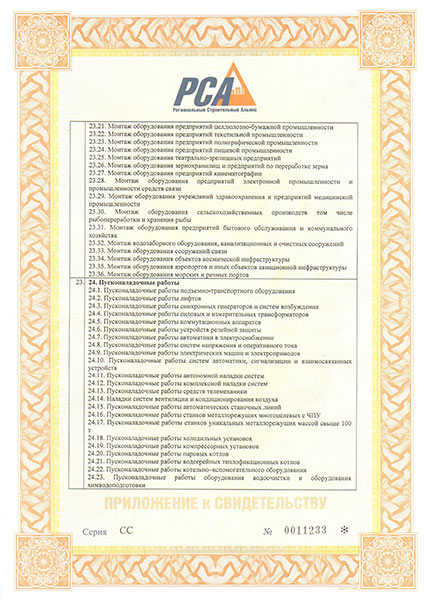 РСА
Региональный Строительный Альянс
23.21. Монтаж оборудования предприятий целлюлозно-бумажной промышленности
23.22. Монтаж оборудования предприятий текстильной промышленности
23.23. Монтаж оборудования предприятий полиграфической промышленности
23.24. Монтаж оборудования предприятий пищевой промышленности
23.25. Монтаж оборудования театрально-зрелищных предприятий
23.26. Монтаж оборудования зернохранилищ и предприятий по переработке зерна
23.27. Монтаж оборудования предприятий кинематографии
23.28. Монтаж оборудования предприятий электронной промышленности и
промышленности средств связи
23.29. Монтаж оборудования учреждений здравоохранения и предприятий медицинской
промышленности
23.30. Монтаж оборудования сельскохозяйственных производств том числе
рыбопереработки и хранения рыбы
23.31. Монтаж оборудования предприятий бытового обслуживания и коммунального
хозяйства
23.32. Монтаж водозаборного оборудования, канализационных и очистных сооружений
23.33. Монтаж оборудования сооружений связи
23.34. Монтаж оборудования объектов космической инфраструктуры
23.35. Монтаж оборудования аэропортов и иных объектов авиационной инфраструктуры
23.36. Монтаж оборудования морских и речных портов
23. 24. Пусконаладочные работы
24.1. Пусконаладочные работы подъемно-транспортного оборудования
24.2. Пусконаладочные работы лифтов
24.3. Пусконаладочные работы синхронных генераторов и систем возбуждения
24.4. Пусконаладочные работы силовых и измерительных трансформаторов
24.5. Пусконаладочные работы коммутационных аппаратов
24.6. Пусконаладочные работы устройств релейной защиты
24.7. Пусконаладочные работы автоматики в электроснабжении
24.8. Пусконаладочные работы систем напряжения и оперативного тока
24.9. Пусконаладочные работы электрических машин и электроприводов
24.10. Пусконаладочные работы систем автоматики, сигнализации и взаимосвязанных
устройств
24.11. Пусконаладочные работы автономной наладки систем
24.12. Пусконаладочные работы комплексной наладки систем
24.13. Пусконаладочные работы средств телемеханики
24.14. Наладки систем вентиляции и кондиционирования воздуха
24.15. Пусконаладочные работы автоматических станочных линий
24.16. Пусконаладочные работы станков металлорежущих многоцелевых с ЧПУ
24.17. Пусконаладочные работы станков уникальных металлорежущих массой свыше 100
т
24.18. Пусконаладочные работы холодильных установок
24.19. Пусконаладочные работы компрессорных установок
24.20. Пусконаладочные работы паровых котлов
24.21. Пусконаладочные работы водогрейных теплофикационных котлов
24.22. Пусконаладочные работы котельно-вспомогательного оборудования
24.23. Пусконаладочные работы оборудования водоочистки и оборудования
химводоподготовки
ПРИЛОЖЕНИЕ К СВИДЕТЕЛЬСТВУ
Серия СС № 0011233 *